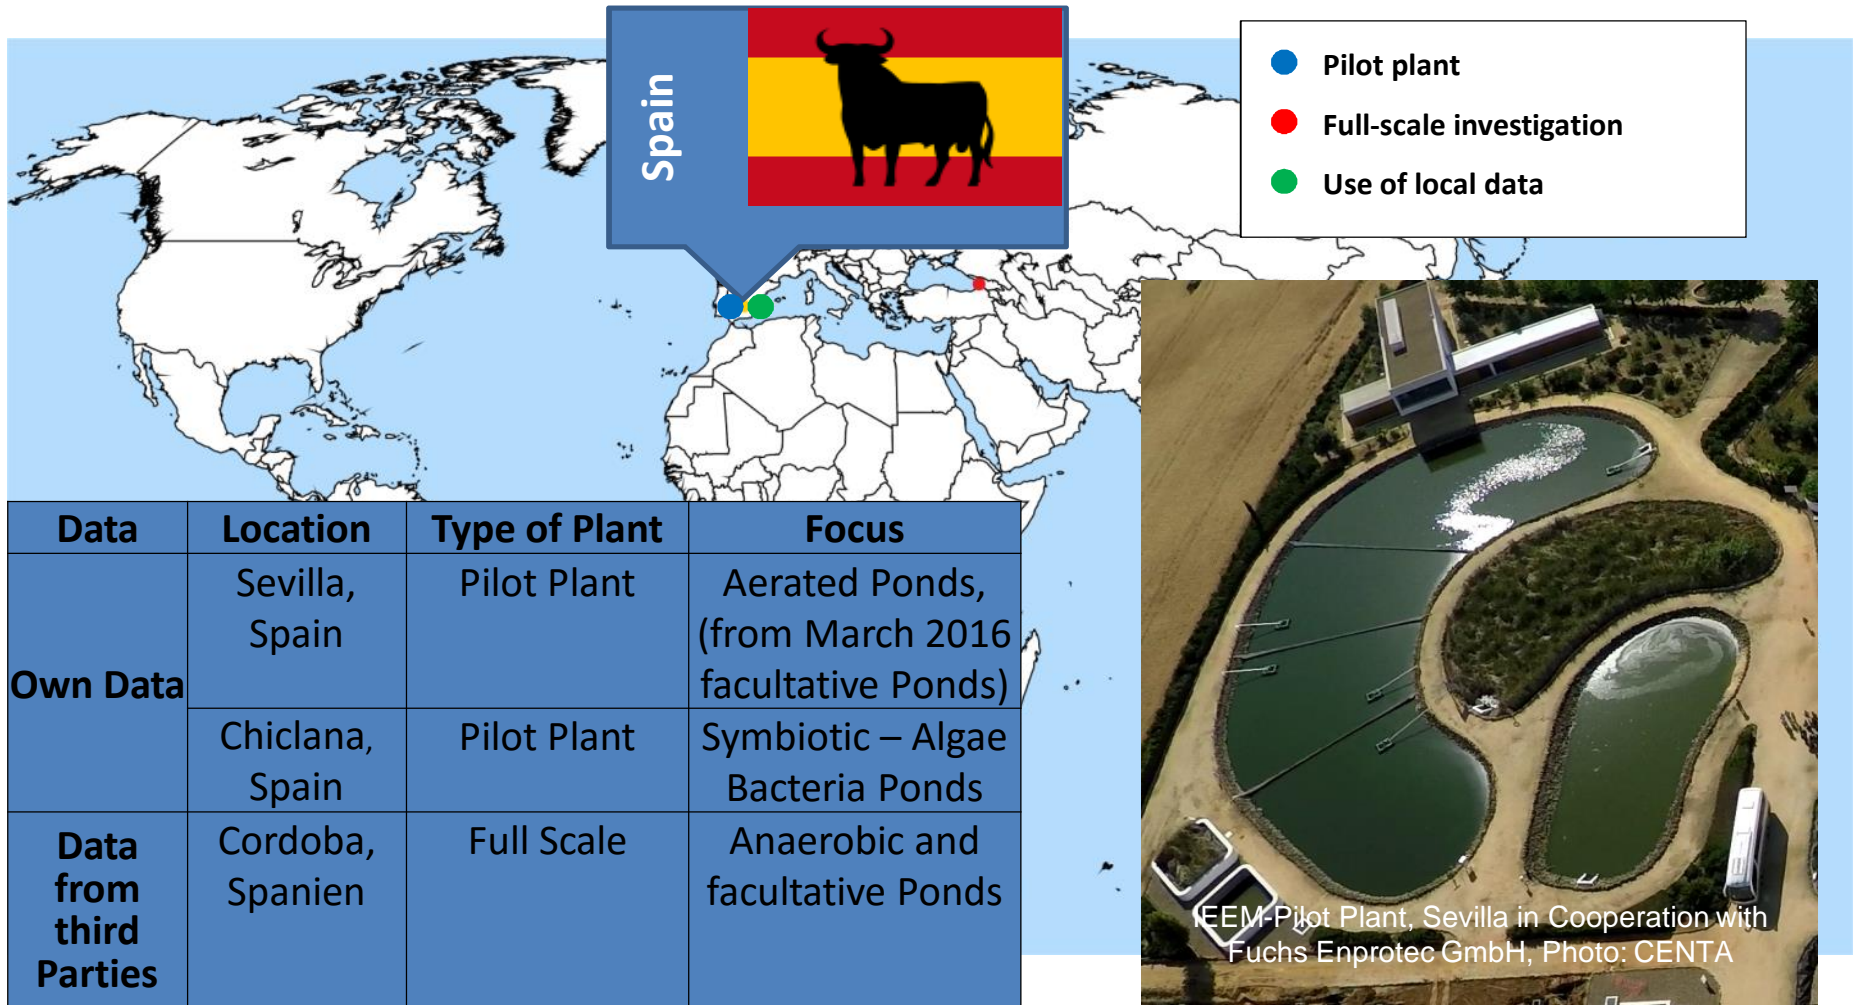 Spain
Pilot plant
Full-scale investigation
Use of local data
Data
Location
Type of Plant
Focus
Own Data
Sevilla,
Spain
Pilot Plant
Aerated Ponds,
(from March 2016
facultative Ponds)
Chiclana,
Spain
Pilot Plant
Symbiotic – Algae
Bacteria Ponds
Data
from
third
Parties
Cordoba,
Spanien
Full Scale
Anaerobic and
facultative Ponds
IEEM-Pilot Plant, Sevilla in Cooperation with
Fuchs Enprotec GmbH, Photo: CENTA